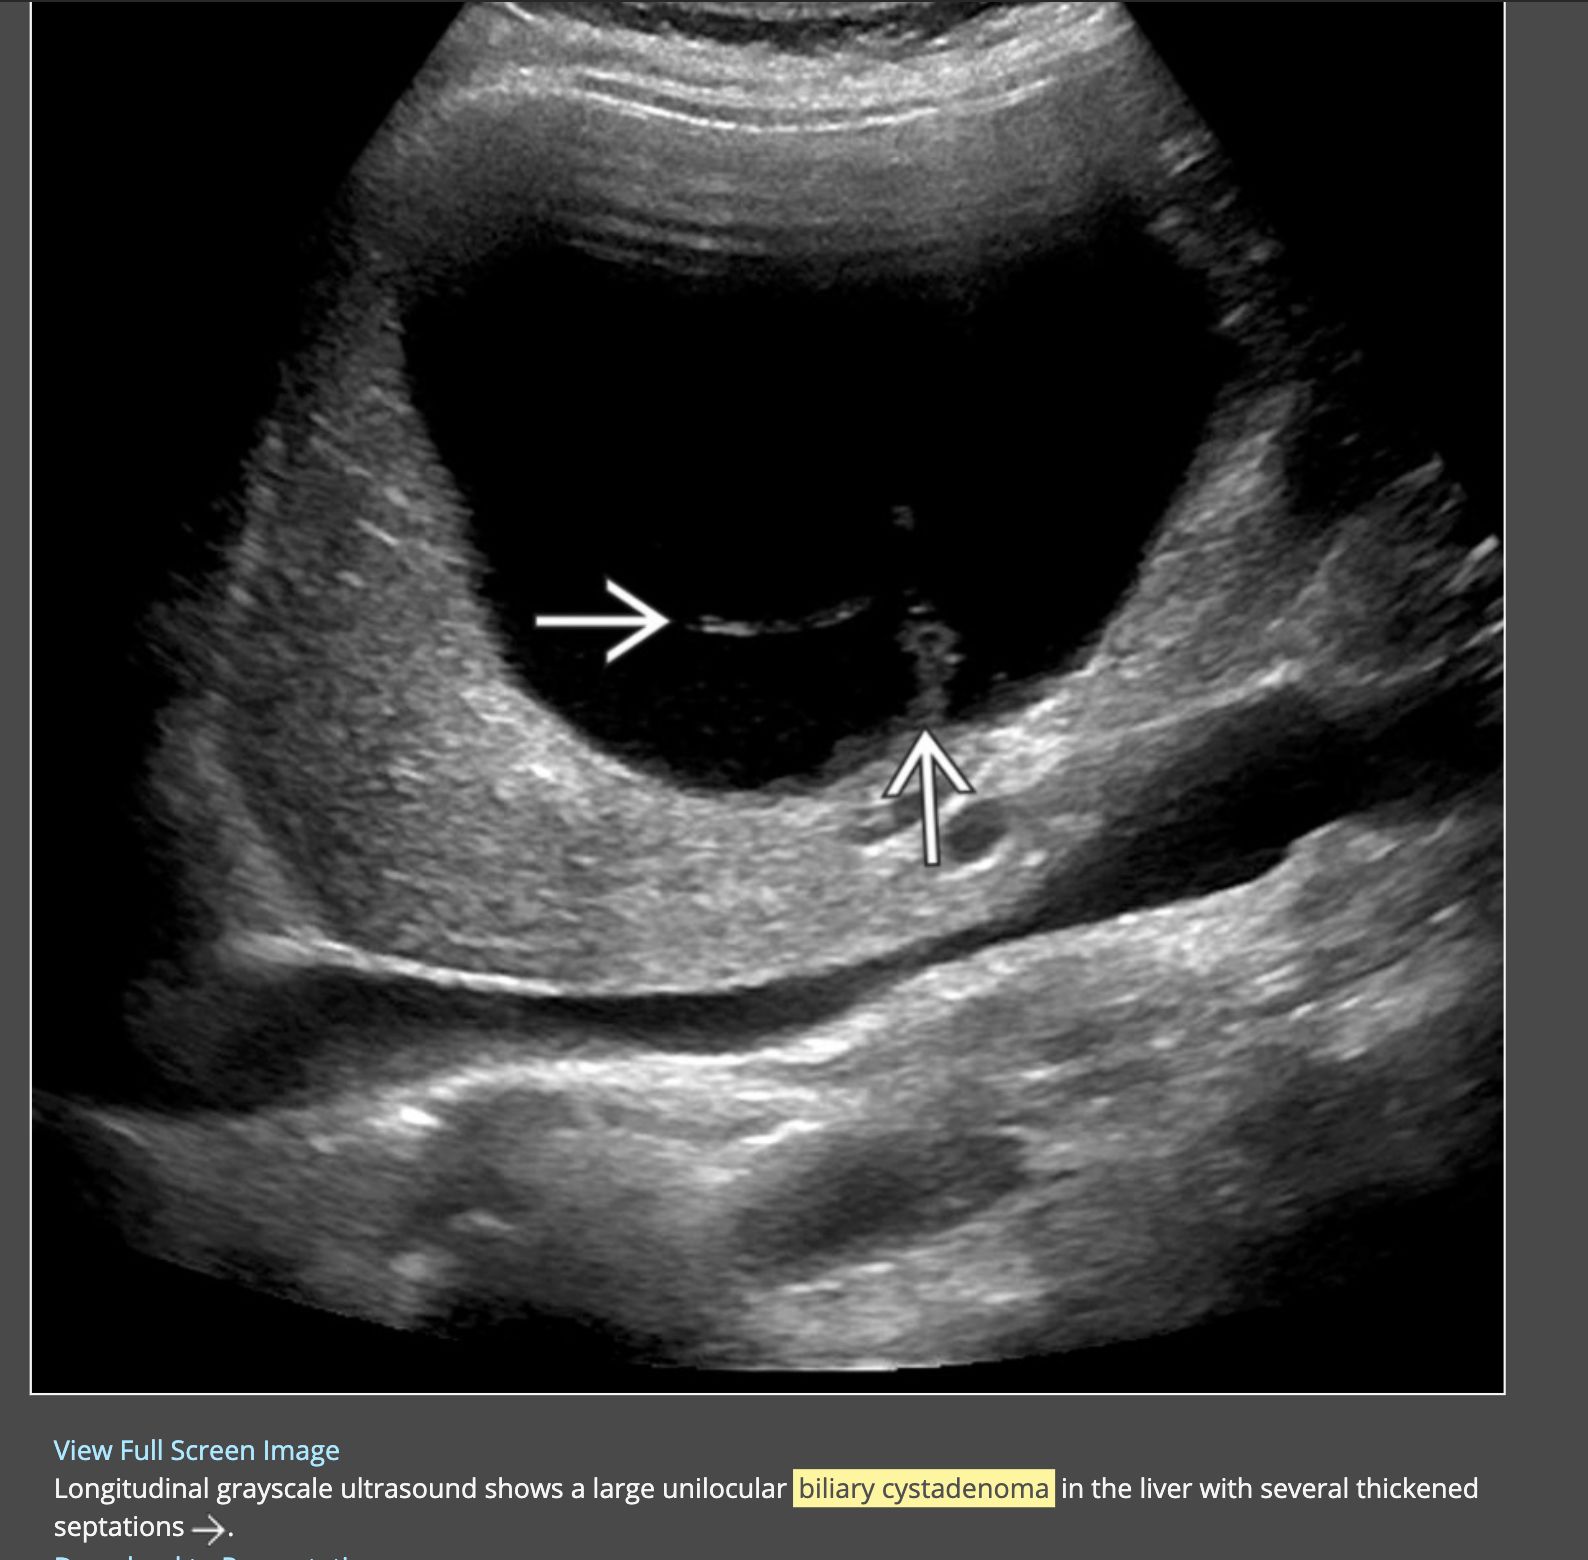 View Full Screen Image
Longitudinal grayscale ultrasound shows a large unilocular biliary cystadenoma in the liver with several thickened
septations →.